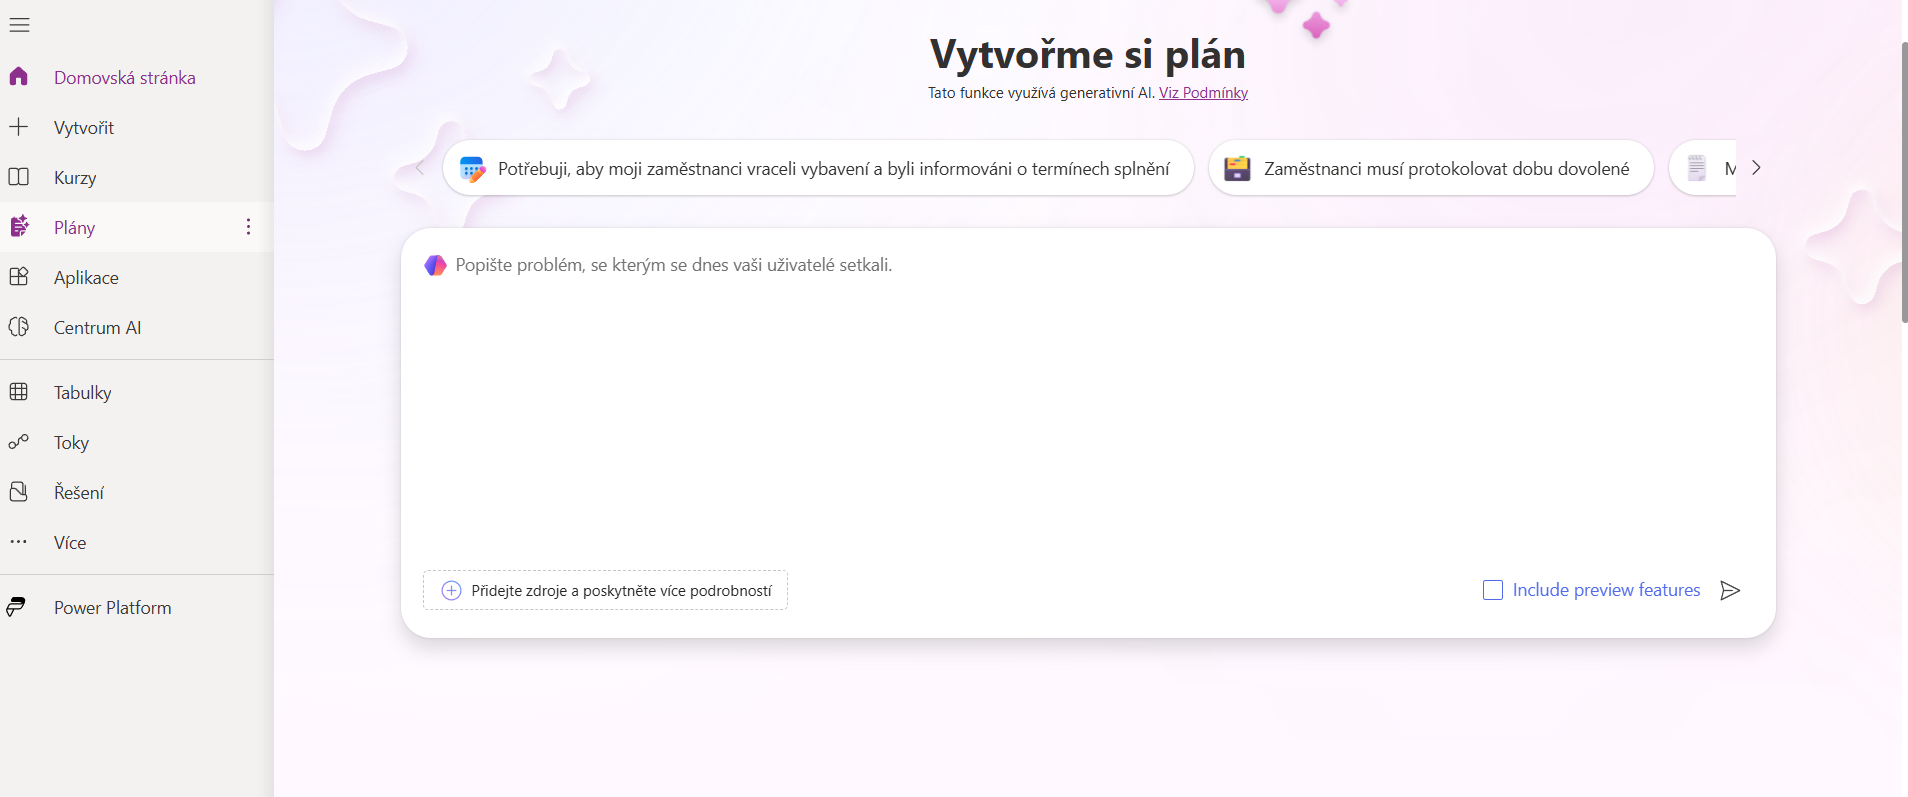 Domovská stránka
Vytvořit
Kurzy
Plány
Aplikace
Centrum AI
Tabulky
Toky
Řešení
Více
Power Platform
Vytvořme si plán
Tato funkce využívá generativní AI. Viz Podmínky
Potřebuji, aby moji zaměstnanci vraceli vybavení a byli informováni o termínech splnění
Zaměstnanci musí protokolovat dobu dovolené
Popište problém, se kterým se dnes vaši uživatelé setkali.
Přidejte zdroje a poskytněte více podrobností
Include preview features